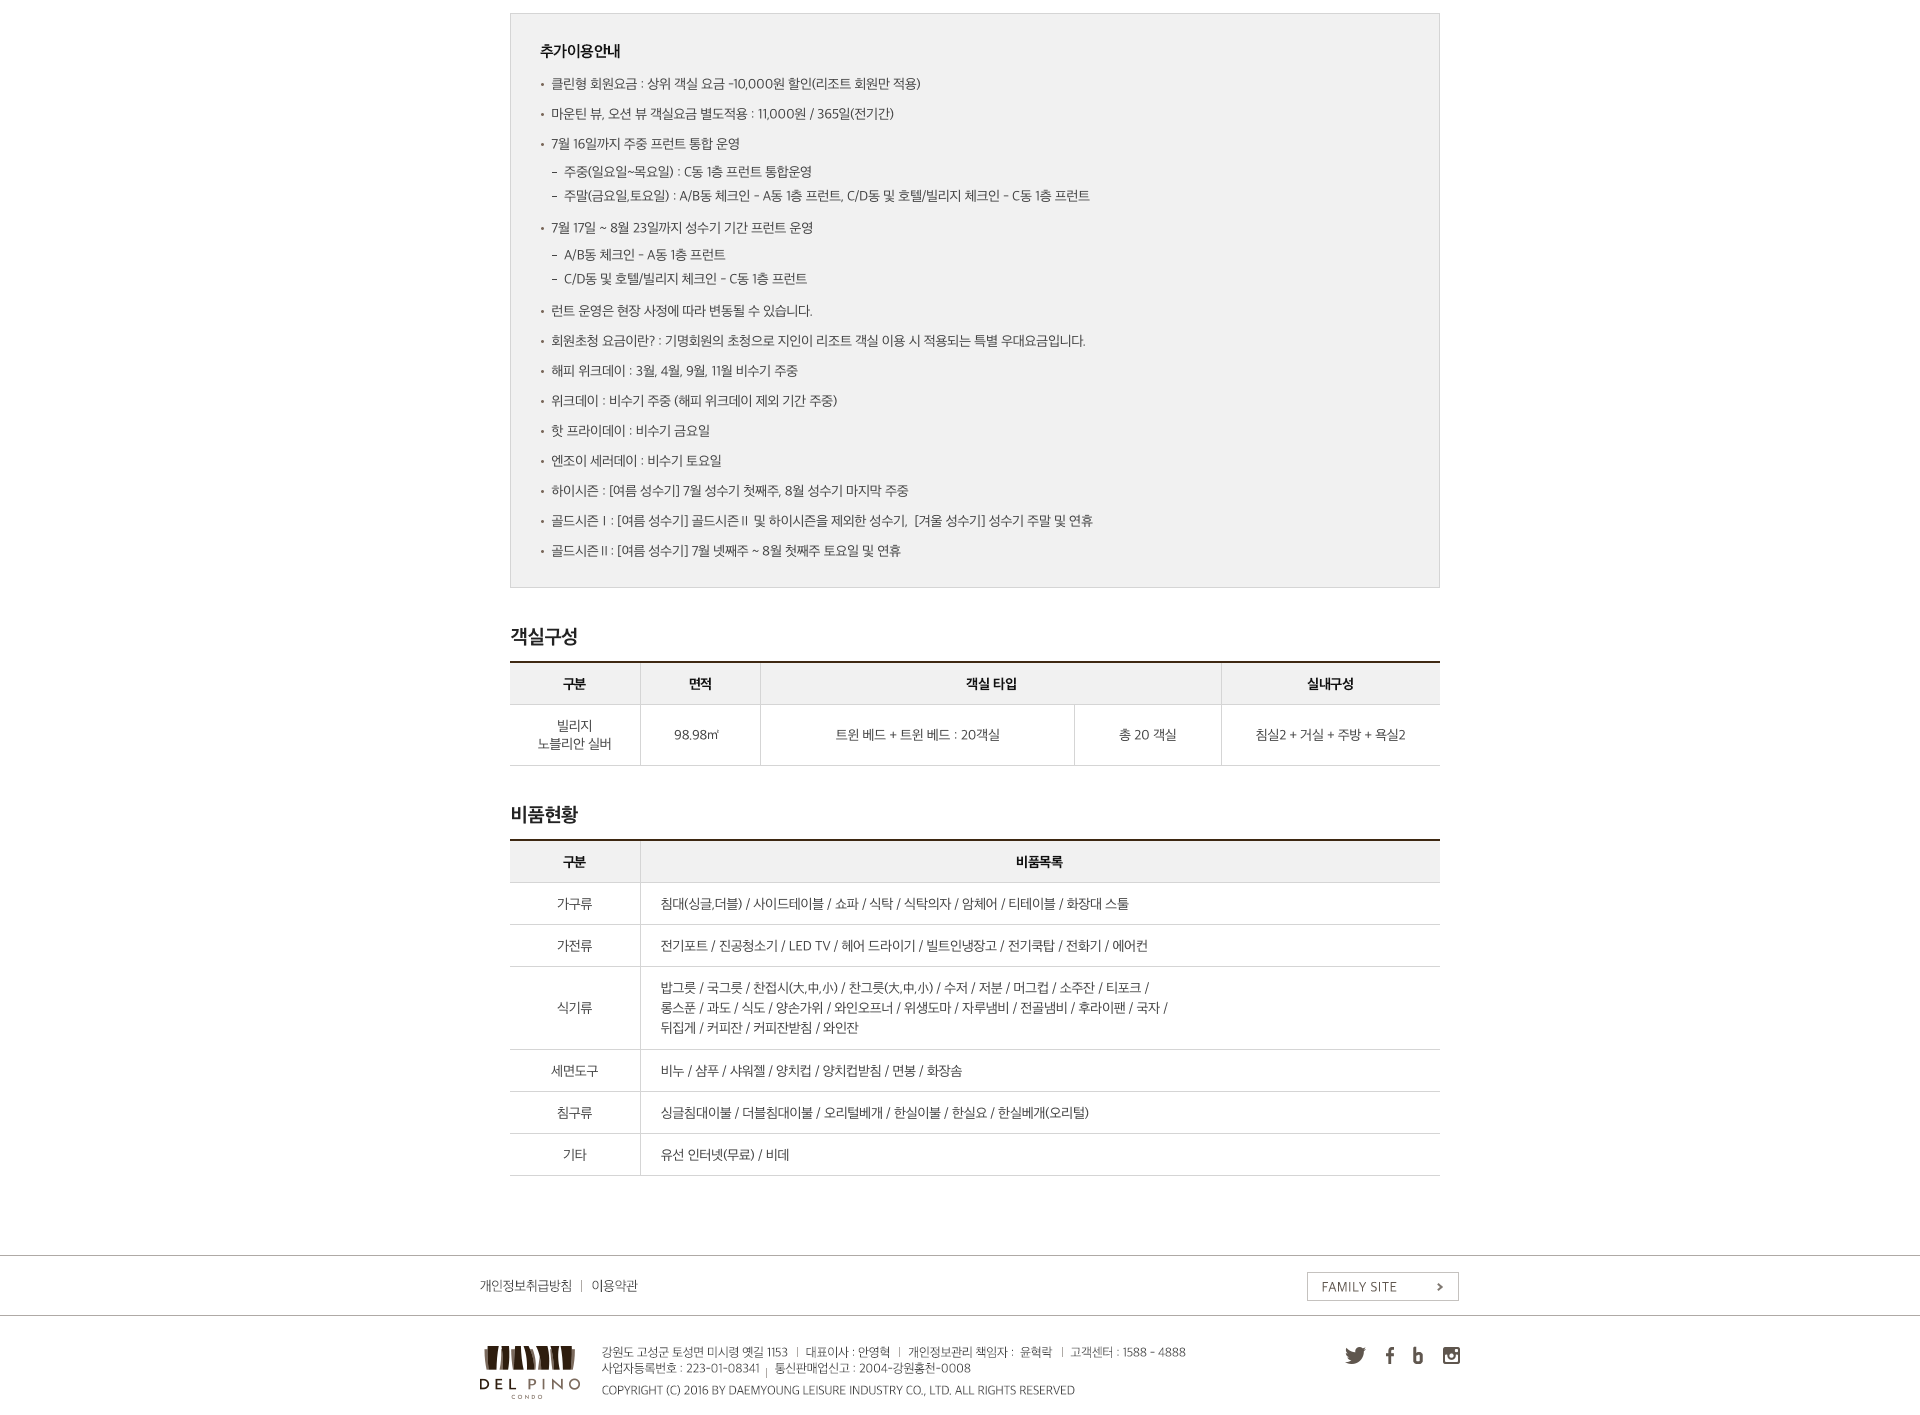 추가이용안내
• 클린형 회원요금 : 상위 객실 요금 -10,000원 할인(리조트 회원만 적용)
• 마운틴 뷰, 오션 뷰 객실요금 별도적용 : 11,000원 / 365일(전기간)
• 7월 16일까지 주중 프런트 통합 운영
- 주중(일요일~목요일) : C동 1층 프런트 통합운영
- 주말(금요일,토요일) : A/B동 체크인 - A동 1층 프런트, C/D동 및 호텔/빌리지 체크인 - C동 1층 프런트
• 7월 17일 ~ 8월 23일까지 성수기 기간 프런트 운영
- A/B동 체크인 - A동 1층 프런트
- C/D동 및 호텔/빌리지 체크인 - C동 1층 프런트
• 런트 운영은 현장 사정에 따라 변동될 수 있습니다.
• 회원초청 요금이란? : 기명회원의 초청으로 지인이 리조트 객실 이용 시 적용되는 특별 우대요금입니다.
• 해피 위크데이 : 3월, 4월, 9월, 11월 비수기 주중
• 위크데이 : 비수기 주중 (해피 위크데이 제외 기간 주중)
• 핫 프라이데이 : 비수기 금요일
• 엔조이 세러데이 : 비수기 토요일
• 하이시즌 : [여름 성수기] 7월 성수기 첫째주, 8월 성수기 마지막 주중
• 골드시즌Ⅰ: [여름 성수기] 골드시즌Ⅱ 및 하이시즌을 제외한 성수기, [겨울 성수기] 성수기 주말 및 연휴
• 골드시즌Ⅱ: [여름 성수기] 7월 넷째주 ~ 8월 첫째주 토요일 및 연휴
객실구성
구분 면적 객실 타입 실내구성
빌리지
노블리안 실버 98.98㎡ 트윈 베드 + 트윈 베드 : 20객실 총 20 객실 침실2 + 거실 + 주방 + 욕실2
비품현황
구분 비품목록
가구류 침대(싱글,더블) / 사이드테이블 / 쇼파 / 식탁 / 식탁의자 / 암체어 / 티테이블 / 화장대 스툴
가전류 전기포트 / 진공청소기 / LED TV / 헤어 드라이기 / 빌트인냉장고 / 전기쿡탑 / 전화기 / 에어컨
식기류 밥그릇 / 국그릇 / 찬접시(大,中,小) / 찬그릇(大,中,小) / 수저 / 저분 / 머그컵 / 소주잔 / 티포크 /
롱스푼 / 과도 / 식도 / 양손가위 / 와인오프너 / 위생도마 / 자루냄비 / 전골냄비 / 후라이팬 / 국자 /
뒤집게 / 커피잔 / 커피잔받침 / 와인잔
세면도구 비누 / 샴푸 / 샤워젤 / 양치컵 / 양치컵받침 / 면봉 / 화장솜
침구류 싱글침대이불 / 더블침대이불 / 오리털베개 / 한실이불 / 한실요 / 한실베개(오리털)
기타 유선 인터넷(무료) / 비데
개인정보취급방침 | 이용약관 FAMILY SITE >
강원도 고성군 토성면 미시령 옛길 1153 | 대표이사 : 안영혁 | 개인정보관리 책임자 : 윤혁락 | 고객센터 : 1588 - 4888
사업자등록번호 : 223-01-08341 | 통신판매업신고 : 2004-강원홍천-0008
COPYRIGHT (C) 2016 BY DAEMYOUNG LEISURE INDUSTRY CO., LTD. ALL RIGHTS RESERVED
DEL PINO
CONDO